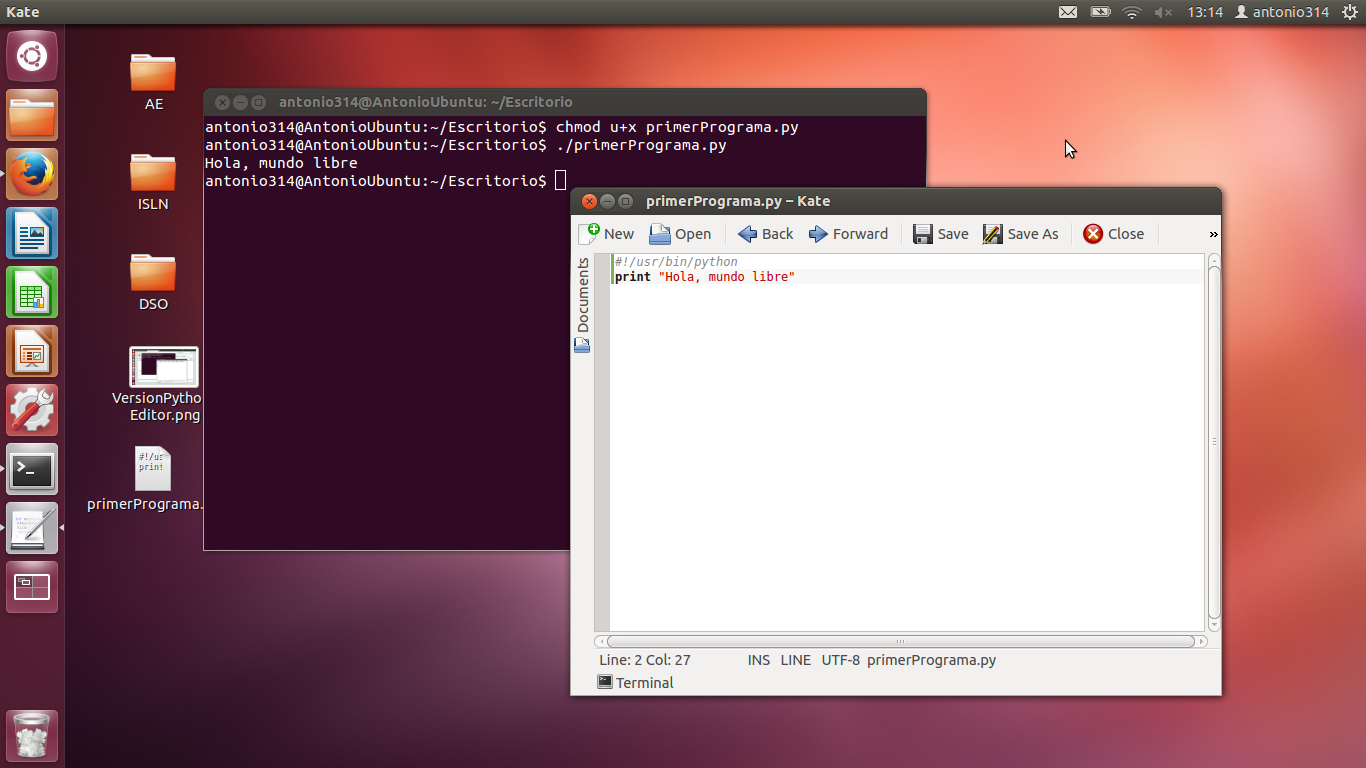 Kate
13:14
antonio314
AE
ISLN
DSO
VersionPytho
Editor.png
#!/us
print
primerPrograma.
antonio314@AntonioUbuntu: ~/Escritorio
antonio314@AntonioUbuntu:~/Escritorio$ chmod u+x primerPrograma.py
antonio314@AntonioUbuntu:~/Escritorio$ ./primerPrograma.py
Hola, mundo libre
antonio314@AntonioUbuntu:~/Escritorio$
primerPrograma.py – Kate
New Open Back Forward Save Save As Close »
Documents
#!/usr/bin/python
print "Hola, mundo libre"
Line: 2 Col: 27 INS LINE UTF-8 primerPrograma.py
Terminal